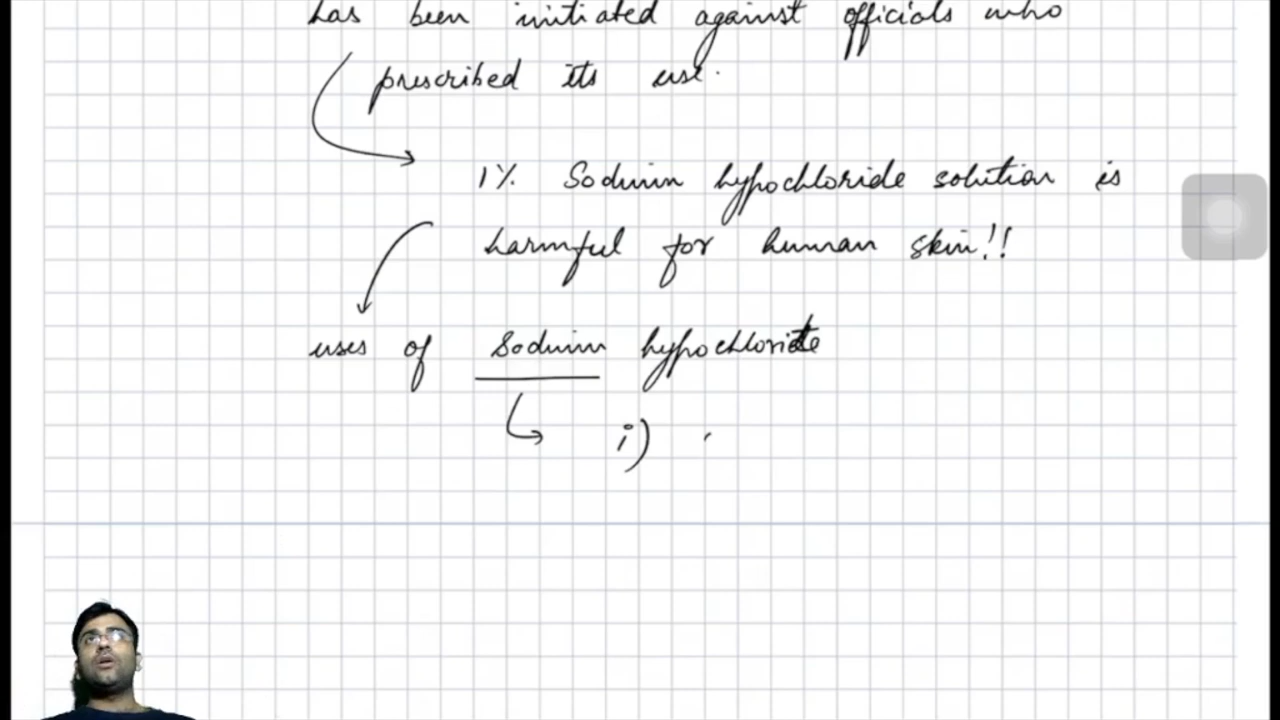 has been initiated against officials who
prescribed its use.
1% Sodium hypochloride solution is
harmful for human skin!!
uses of Sodium hypochlorite
i)